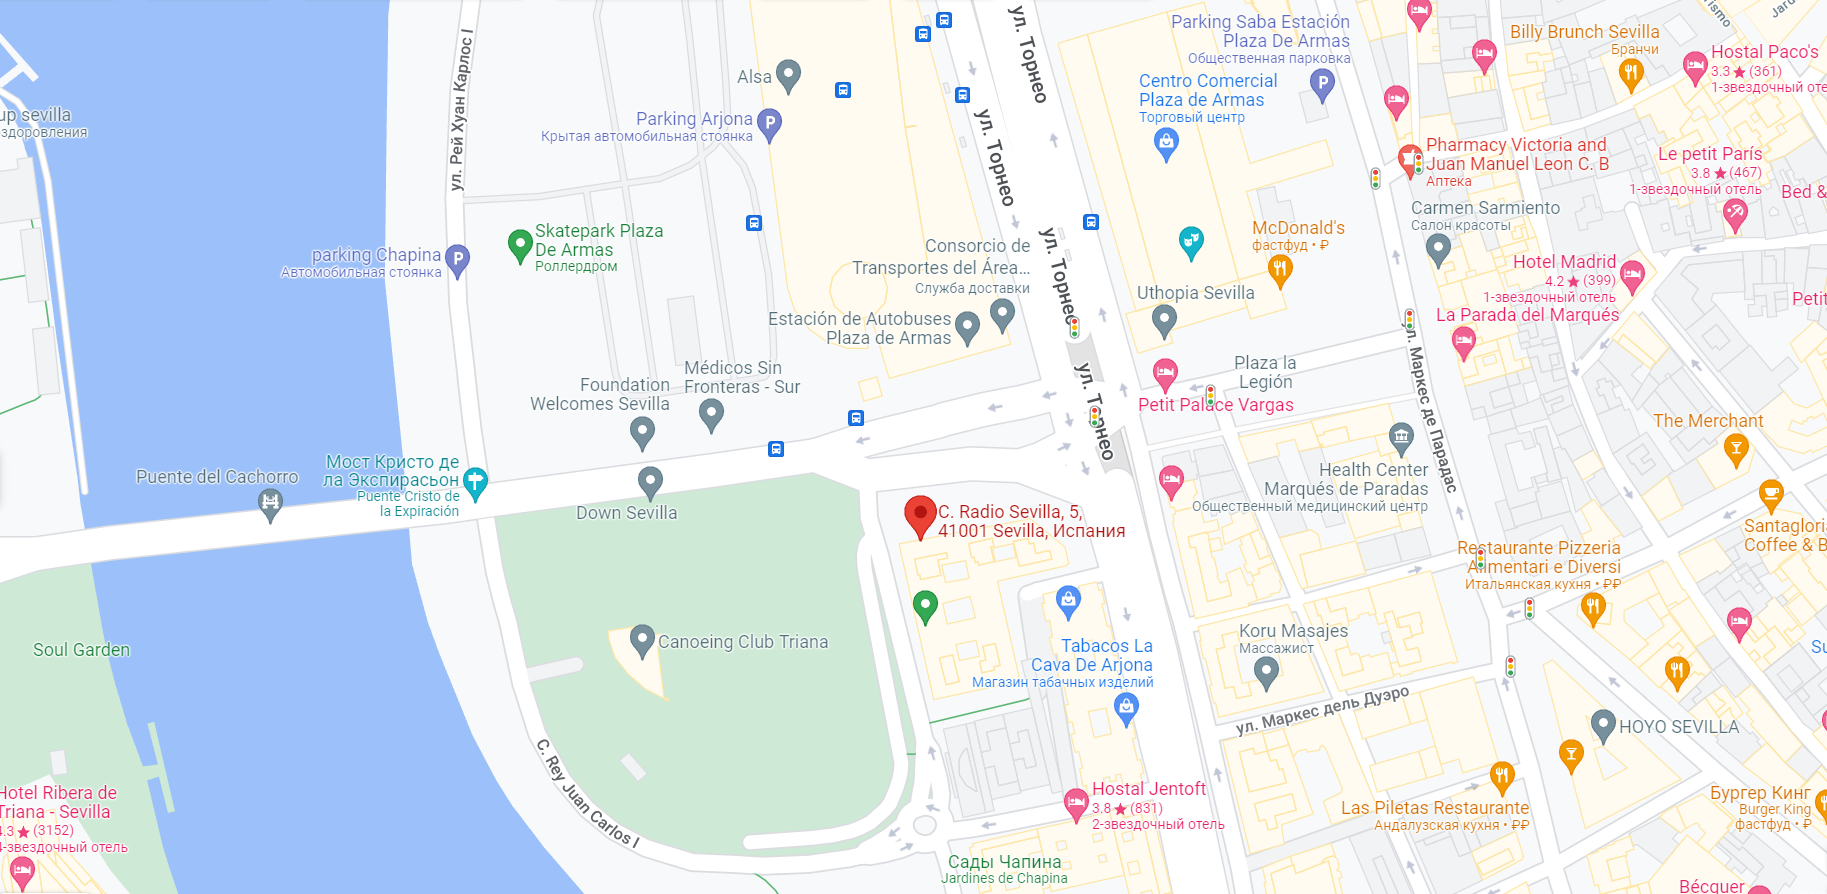 up sevilla
здоровления
ул. Рей Хуан Карлос I
Alsa
Parking Arjona
Крытая автомобильная стоянка
ул. Торнео
ул. Торнео
Parking Saba Estación
Plaza De Armas
Общественная парковка
Centro Comercial
Plaza de Armas
Торговый центр
Billy Brunch Sevilla
Бранчи
Hostal Paco's
3.3 ★ (361)
1-звездочный оте
Pharmacy Victoria and
Juan Manuel Leon C. B
Аптека
Le petit París
3.8 ★ (467)
1-звездочный отель
Bed &
Carmen Sarmiento
Салон красоты
parking Chapina
Автомобильная стоянка
Skatepark Plaza
De Armas
Роллердром
Consorcio de
Transportes del Área...
Служба доставки
ул. Торнео
McDonald's
фастфуд • ₽
Uthopia Sevilla
Hotel Madrid
4.2 ★ (399)
1-звездочный отель
La Parada del Marqués
Petit
Estación de Autobuses
Plaza de Armas
Médicos Sin
Fronteras - Sur
Foundation
Welcomes Sevilla
ул. Торнео
Plaza la
Legión
Petit Palace Vargas
ул. Маркес де Парадас
The Merchant
Puente del Cachorro
Мост Кристо де
ла Экспирасьон
Puente Cristo de
la Expiración
Down Sevilla
C. Radio Sevilla, 5,
41001 Sevilla, Испания
Health Center
Marqués de Paradas
Общественный медицинский центр
Santaglori
Coffee & B
Restaurante Pizzeria
Alimentari e Diversi
Итальянская кухня • ₽₽
Soul Garden
Canoeing Club Triana
Tabacos La
Cava De Arjona
Магазин табачных изделий
Koru Masajes
Массажист
Su
ул. Маркес дель Дуэро
HOYO SEVILLA
C. Rey Juan Carlos I
Hotel Ribera de
Triana - Sevilla
4.3 ★ (3152)
4-звездочный отель
Hostal Jentoft
3.8 ★ (831)
2-звездочный отель
Las Piletas Restaurante
Андалузская кухня • ₽₽
Бургер Кинг
Burger King
фастфуд • ₽
Сады Чапина
Jardines de Chapina
Bécquer